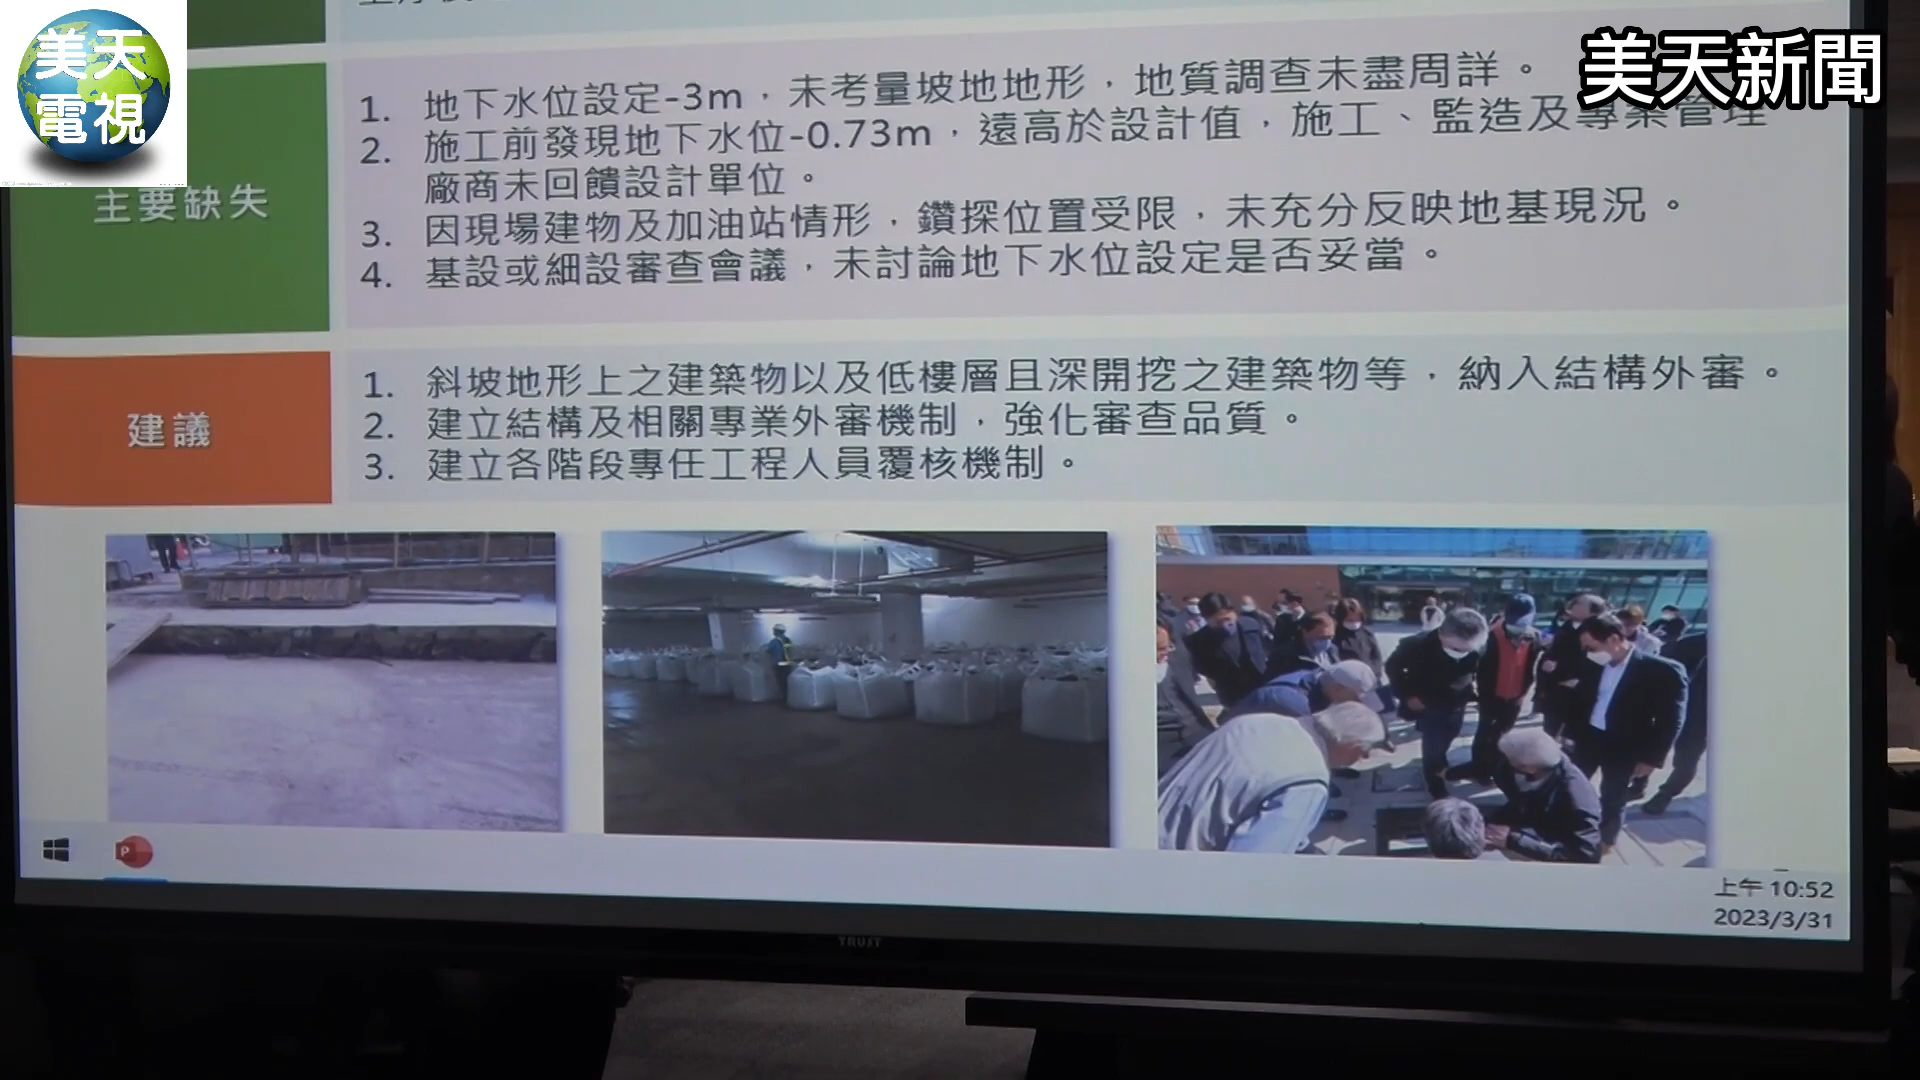 美天
電視
美天新聞
主要缺失
1. 地下水位設定-3m，未考量坡地地形，地質調查未盡周詳。
2. 施工前發現地下水位-0.73m，遠高於設計值，施工、監造及專案管理
廠商未回饋設計單位。
3. 因現場建物及加油站情形，鑽探位置受限，未充分反映地基現況。
4. 基設或細設審查會議，未討論地下水位設定是否妥當。
建議
1. 斜坡地形上之建築物以及低樓層且深開挖之建築物等，納入結構外審。
2. 建立結構及相關專業外審機制，強化審查品質。
3. 建立各階段專任工程人員覆核機制。
P
上午 10:52
2023/3/31
TRUST